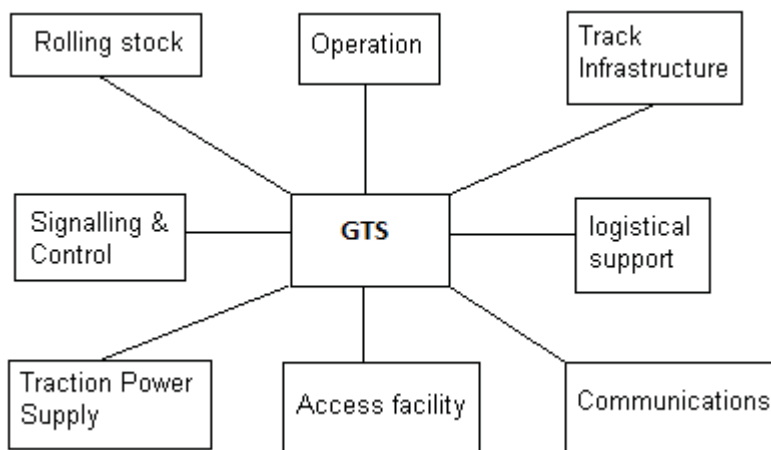 Rolling stock
Operation
Track
Infrastructure
Signalling &
Control
GTS
logistical
support
Traction Power
Supply
Access facility
Communications